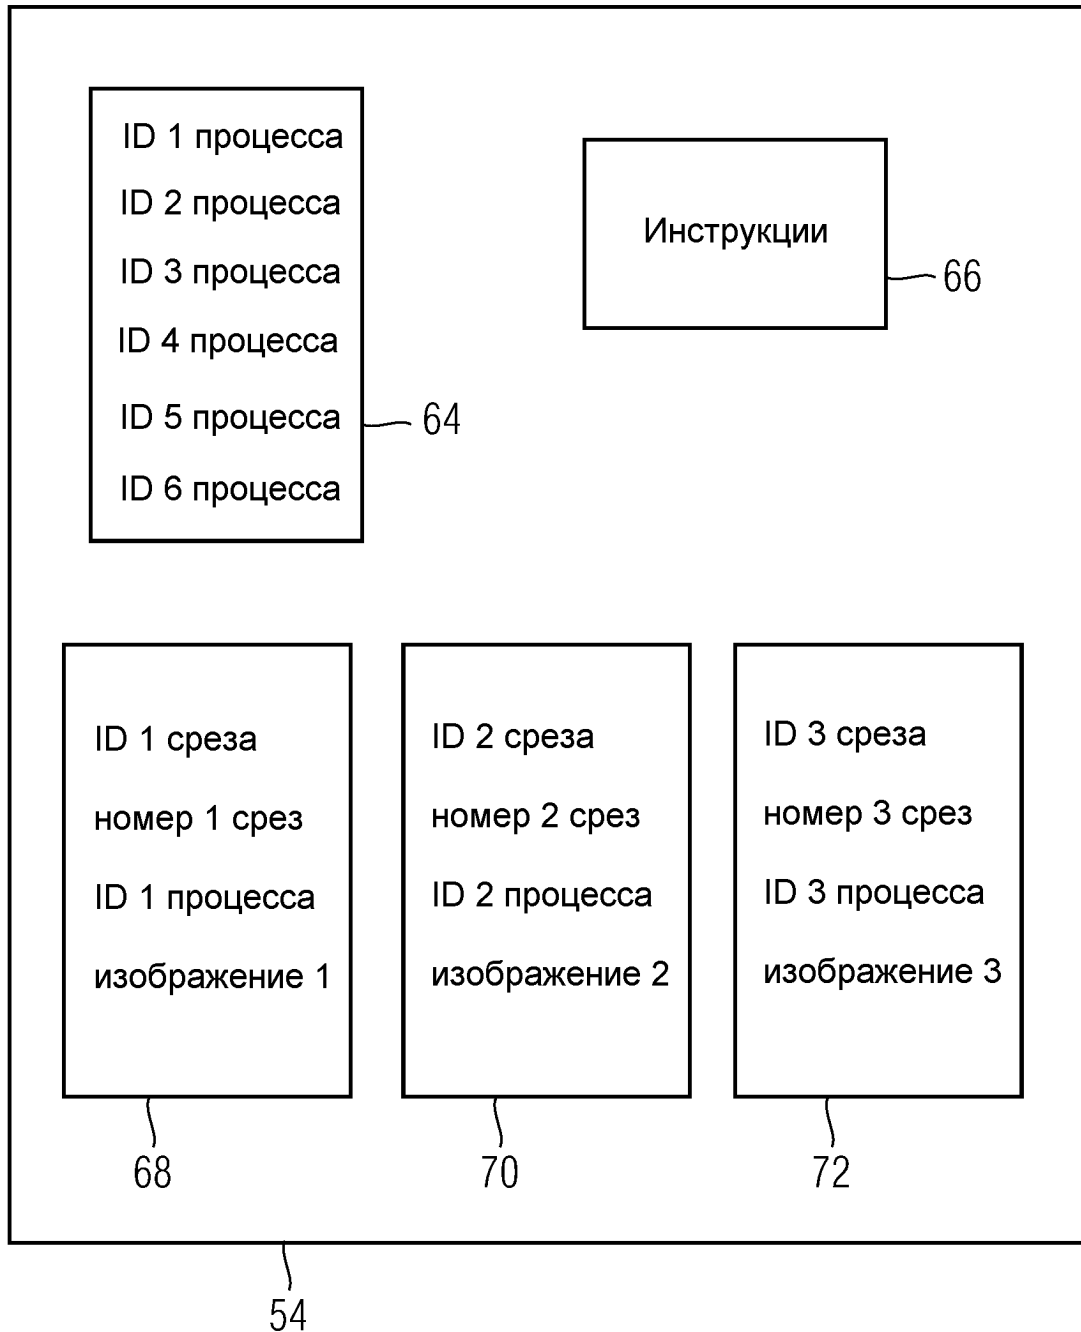 ID 1 процесса
ID 2 процесса
ID 3 процесса
ID 4 процесса
ID 5 процесса
ID 6 процесса
64
Инструкции
66
ID 1 среза
номер 1 срез
ID 1 процесса
изображение 1
68
ID 2 среза
номер 2 срез
ID 2 процесса
изображение 2
70
ID 3 среза
номер 3 срез
ID 3 процесса
изображение 3
72
54